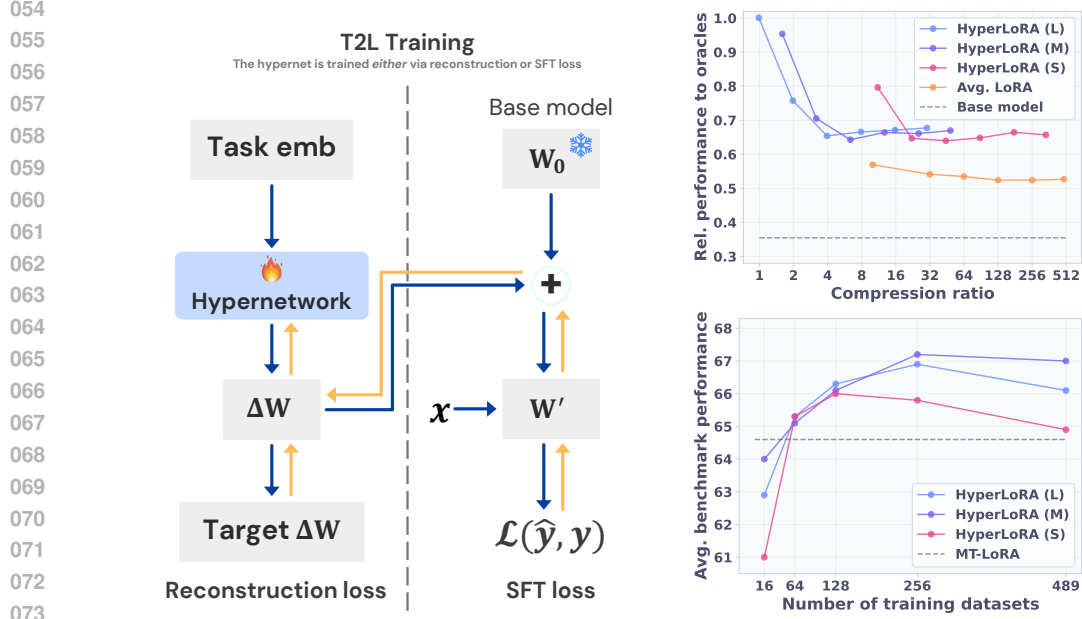 054
055
056
057
058
059
060
061
062
063
064
065
066
067
068
069
070
071
072
073
T2L Training
The hypernet is trained either via reconstruction or SFT loss
Task emb
Hypernetwork
ΔW
Target ΔW
Reconstruction loss
Base model
W₀
+
x
W′
ℒ(ŷ, y)
SFT loss
Rel. performance to oracles
1.0
0.9
0.8
0.7
0.6
0.5
0.4
0.3
HyperLoRA (L)
HyperLoRA (M)
HyperLoRA (S)
Avg. LoRA
Base model
1 2 4 8 16 32 64 128 256 512
Compression ratio
Avg. benchmark performance
68
67
66
65
64
63
62
61
HyperLoRA (L)
HyperLoRA (M)
HyperLoRA (S)
MT-LoRA
16 64 128 256 489
Number of training datasets